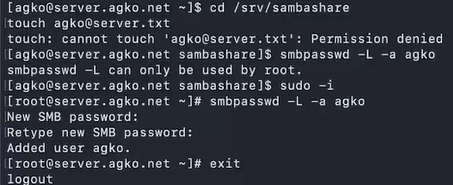 [agko@server.agko.net ~]$ cd /srv/sambashare
touch agko@server.txt
touch: cannot touch 'agko@server.txt': Permission denied
[agko@server.agko.net sambashare]$ smbpasswd -L -a agko
smbpasswd -L can only be used by root.
[agko@server.agko.net sambashare]$ sudo -i
[root@server.agko.net ~]# smbpasswd -L -a agko
New SMB password:
Retype new SMB password:
Added user agko.
[root@server.agko.net ~]# exit
logout